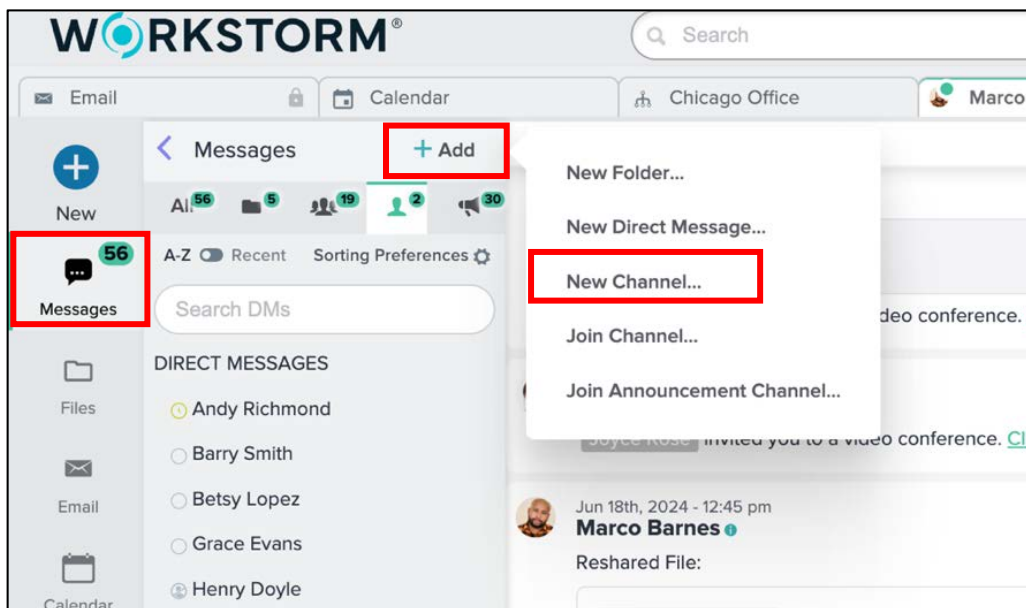 WORKSTORM®
Search
Email
Calendar
Chicago Office
Marco
New
Messages
+ Add
All 56 5 19 2 30
A-Z Recent Sorting Preferences
Search DMs
DIRECT MESSAGES
Andy Richmond
Barry Smith
Betsy Lopez
Grace Evans
Henry Doyle
56
Messages
Files
Email
Calendar
New Folder...
New Direct Message...
New Channel...
Join Channel...
Join Announcement Channel...
deo conference.
Joyce Rose invited you to a video conference. Cl
Jun 18th, 2024 - 12:45 pm
Marco Barnes
Reshared File: